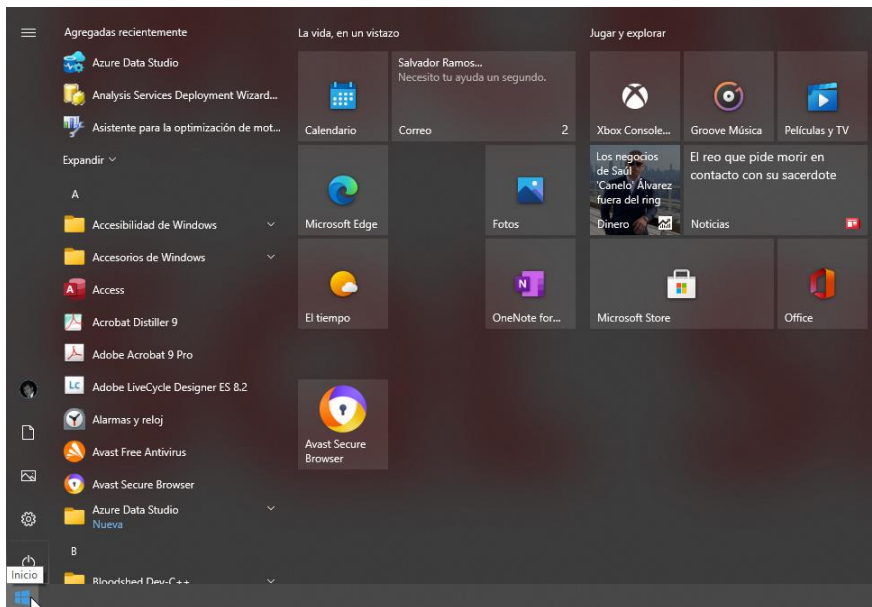 Agregadas recientemente
Azure Data Studio
Analysis Services Deployment Wizard...
Asistente para la optimización de mot...
Expandir
A
Accesibilidad de Windows
Accesorios de Windows
Access
Acrobat Distiller 9
Adobe Acrobat 9 Pro
Adobe LiveCycle Designer ES 8.2
Alarmas y reloj
Avast Free Antivirus
Avast Secure Browser
Azure Data Studio
Nueva
B
Bloodshed Dev-C++
Inicio
La vida, en un vistazo
Calendario
Salvador Ramos...
Necesito tu ayuda un segundo.
Correo 2
Microsoft Edge
Fotos
El tiempo
OneNote for...
Avast Secure
Browser
Jugar y explorar
Xbox Console...
Groove Música
Películas y TV
Los negocios
de Saúl
'Canelo' Álvarez
fuera del ring
Dinero
El reo que pide morir en
contacto con su sacerdote
Noticias
Microsoft Store
Office